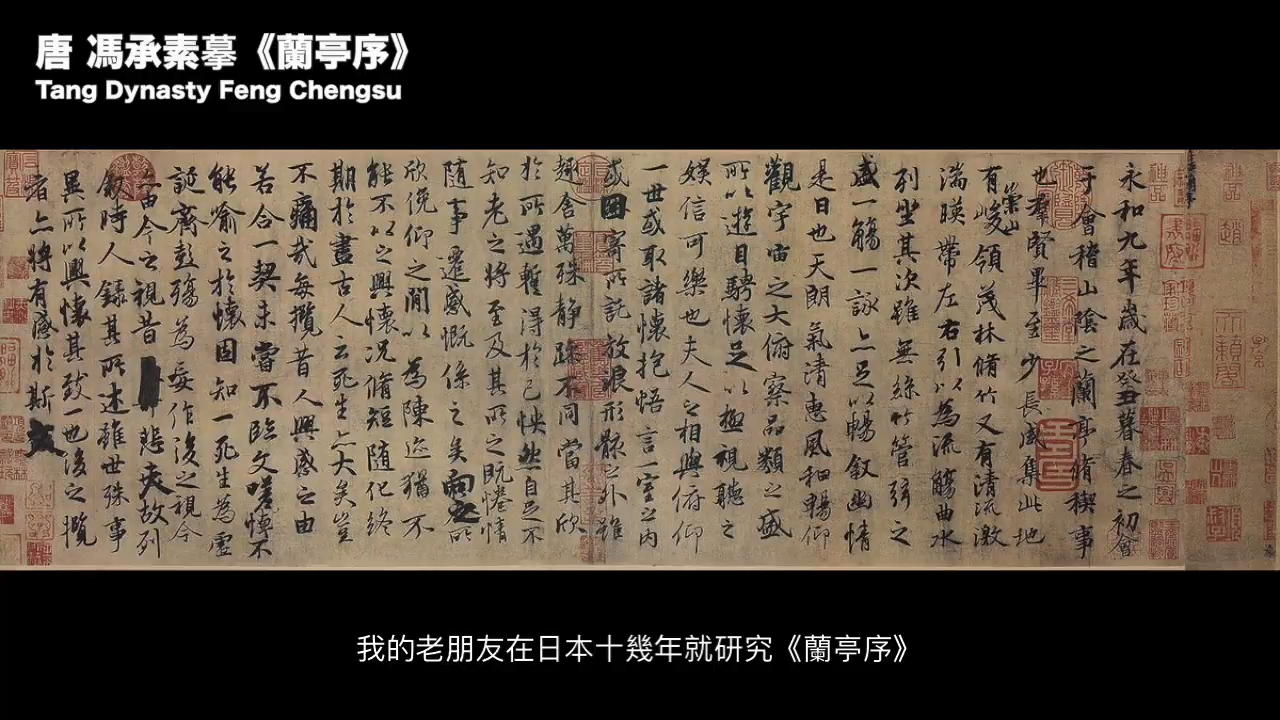 唐 馮承素摹《蘭亭序》
Tang Dynasty Feng Chengsu
永和九年歲在癸丑暮春之初會
于會稽山陰之蘭亭脩稧事
也羣賢畢至少長咸集此地
有崇山峻領茂林脩竹又有清流激
湍暎帶左右引以為流觴曲水
列坐其次雖無絲竹管弦之
盛一觴一詠亦足以暢敘幽情
是日也天朗氣清惠風和暢仰
觀宇宙之大俯察品類之盛
所以遊目騁懷足以極視聽之
娛信可樂也夫人之相與俯仰
一世或取諸懷抱悟言一室之內
或因寄所託放浪形骸之外雖
趣舍萬殊靜躁不同當其欣
於所遇暫得於己怏然自足不
知老之將至及其所之既惓情
隨事遷感慨係之矣向之所
欣俛仰之閒以為陳迹猶不
能不以之興懷況脩短隨化終
期於盡古人云死生亦大矣豈
不痛哉每攬昔人興感之由
若合一契未嘗不臨文嗟悼不
能喻之於懷固知一死生為虛
誕齊彭殤為妄作後之視今
亦由今之視昔悲夫故列
敘時人錄其所述雖世殊事
異所以興懷其致一也後之攬
者亦將有感於斯文
我的老朋友在日本十幾年就研究《蘭亭序》